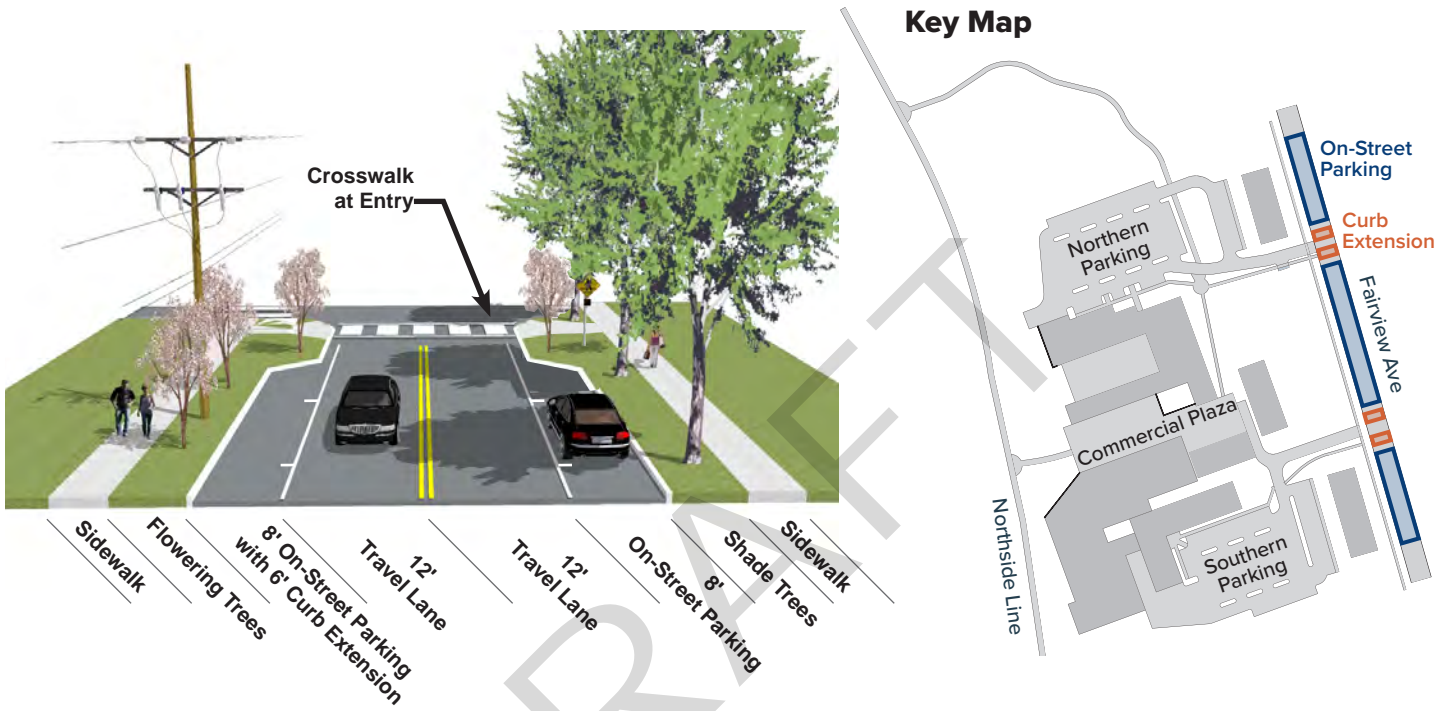 Key Map
Crosswalk
at Entry
On-Street
Parking
Curb
Extension
Northern
Parking
Fairview Ave
Commercial Plaza
Northside Line
Southern
Parking
Sidewalk
Flowering Trees
8' On-Street Parking
with 6' Curb Extension
12'
Travel Lane
12'
Travel Lane
8'
On-Street Parking
Shade Trees
Sidewalk
DRAFT